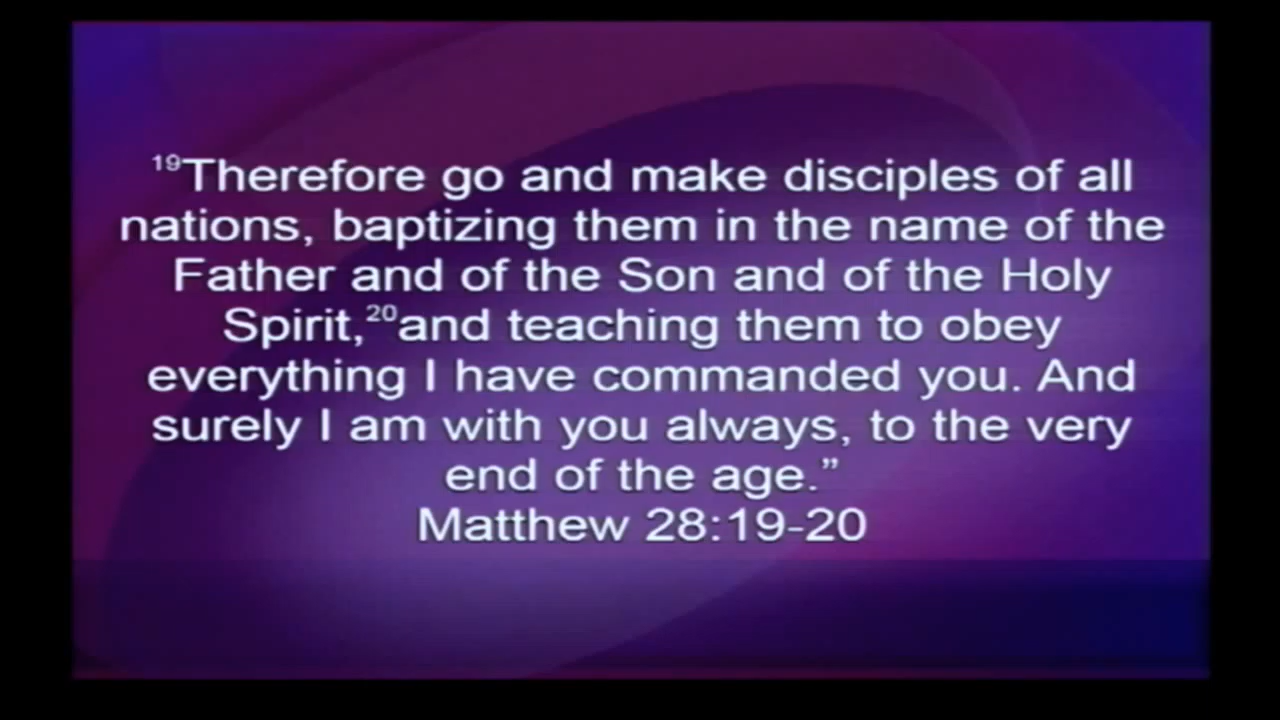 19Therefore go and make disciples of all
nations, baptizing them in the name of the
Father and of the Son and of the Holy
Spirit,20and teaching them to obey
everything I have commanded you. And
surely I am with you always, to the very
end of the age.”
Matthew 28:19-20